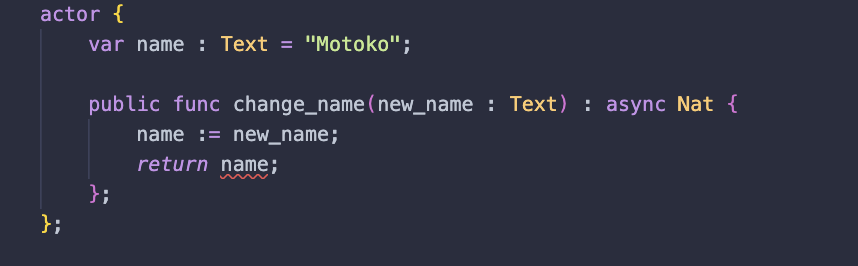 actor {
    var name : Text = "Motoko";
    public func change_name(new_name : Text) : async Nat {
        name := new_name;
        return name;
    };
};